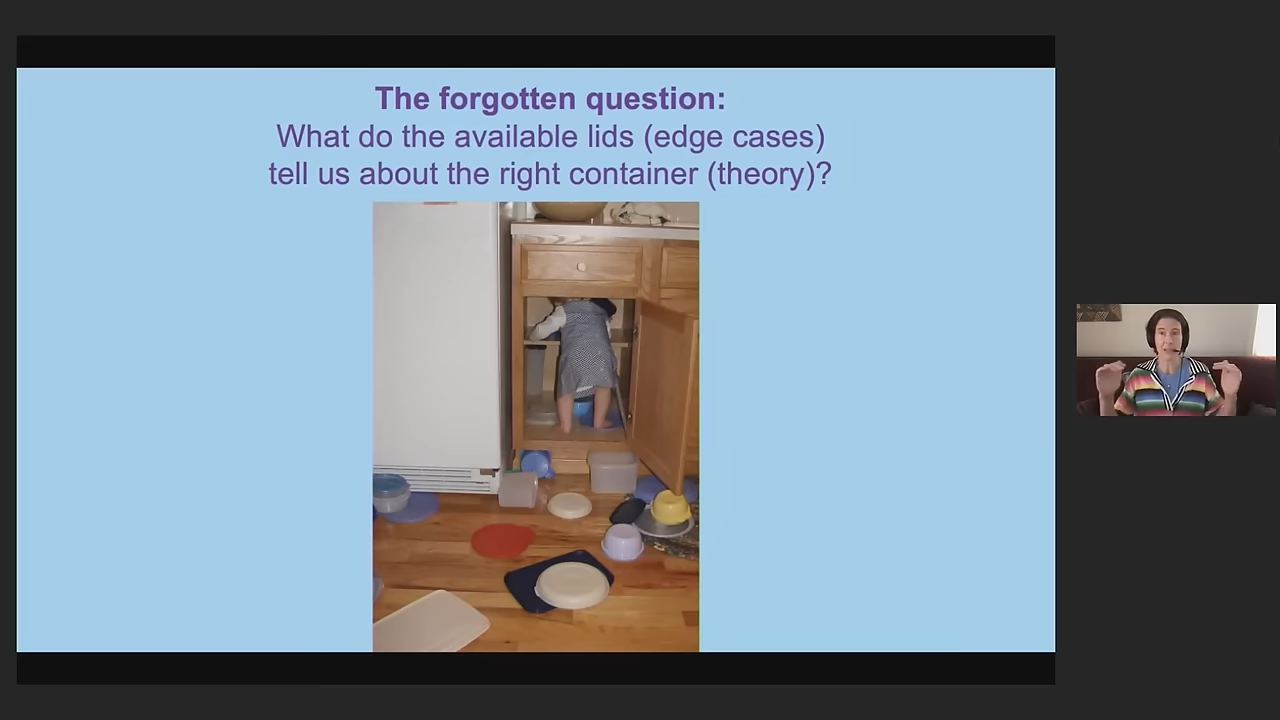 The forgotten question:
What do the available lids (edge cases)
tell us about the right container (theory)?